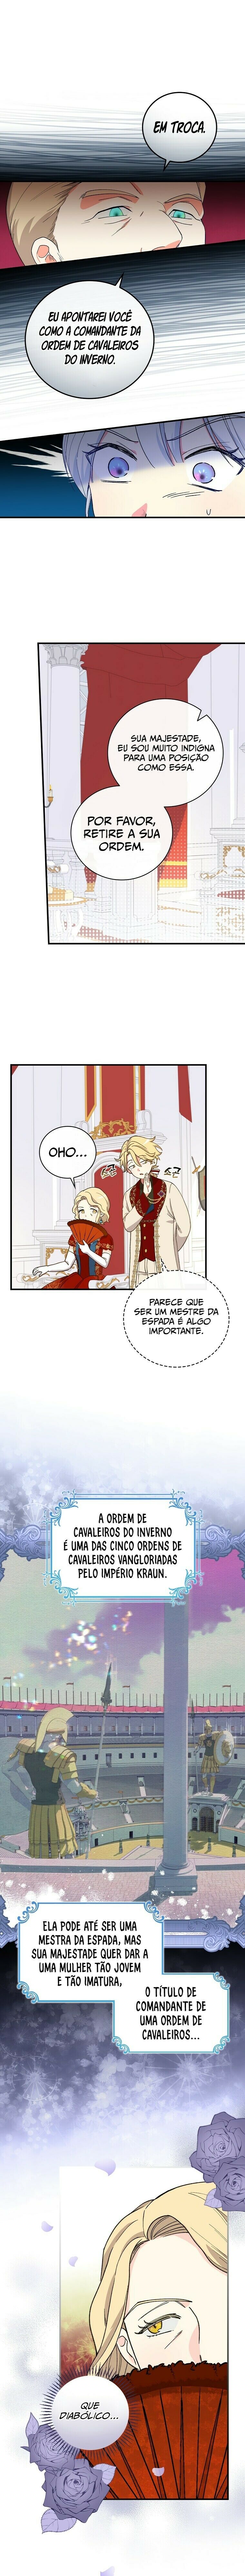 EM TROCA.
EU APONTAREI VOCÊ
COMO A COMANDANTE DA
ORDEM DE CAVALEIROS
DO INVERNO.
SUA MAJESTADE,
EU SOU MUITO INDIGNA
PARA UMA POSIÇÃO
COMO ESSA.
POR FAVOR,
RETIRE A SUA
ORDEM.
OHO...
PARECE QUE
SER UM MESTRE DA
ESPADA É ALGO
IMPORTANTE.
A ORDEM DE
CAVALEIROS DO INVERNO
É UMA DAS CINCO ORDENS DE
CAVALEIROS VANGLORIADAS
PELO IMPÉRIO KRAUN.
ELA PODE ATÉ SER UMA
MESTRA DA ESPADA, MAS
SUA MAJESTADE QUER DAR A
UMA MULHER TÃO JOVEM
E TÃO IMATURA,
O TÍTULO DE
COMANDANTE DE
UMA ORDEM DE
CAVALEIROS...
QUE
DIABÓLICO...